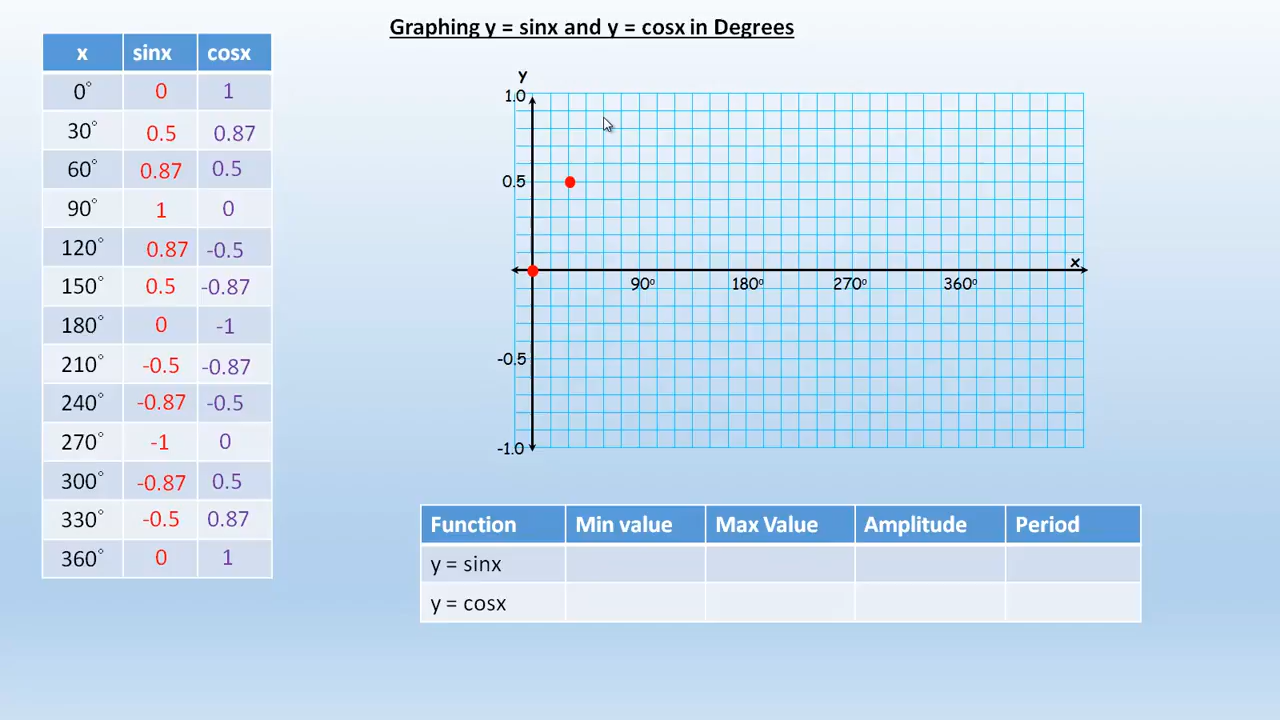 Graphing y = sinx and y = cosx in Degrees
x sinx cosx
0° 0 1
30° 0.5 0.87
60° 0.87 0.5
90° 1 0
120° 0.87 -0.5
150° 0.5 -0.87
180° 0 -1
210° -0.5 -0.87
240° -0.87 -0.5
270° -1 0
300° -0.87 0.5
330° -0.5 0.87
360° 0 1
y
1.0
0.5
x
90° 180° 270° 360°
-0.5
-1.0
Function Min value Max Value Amplitude Period
y = sinx
y = cosx